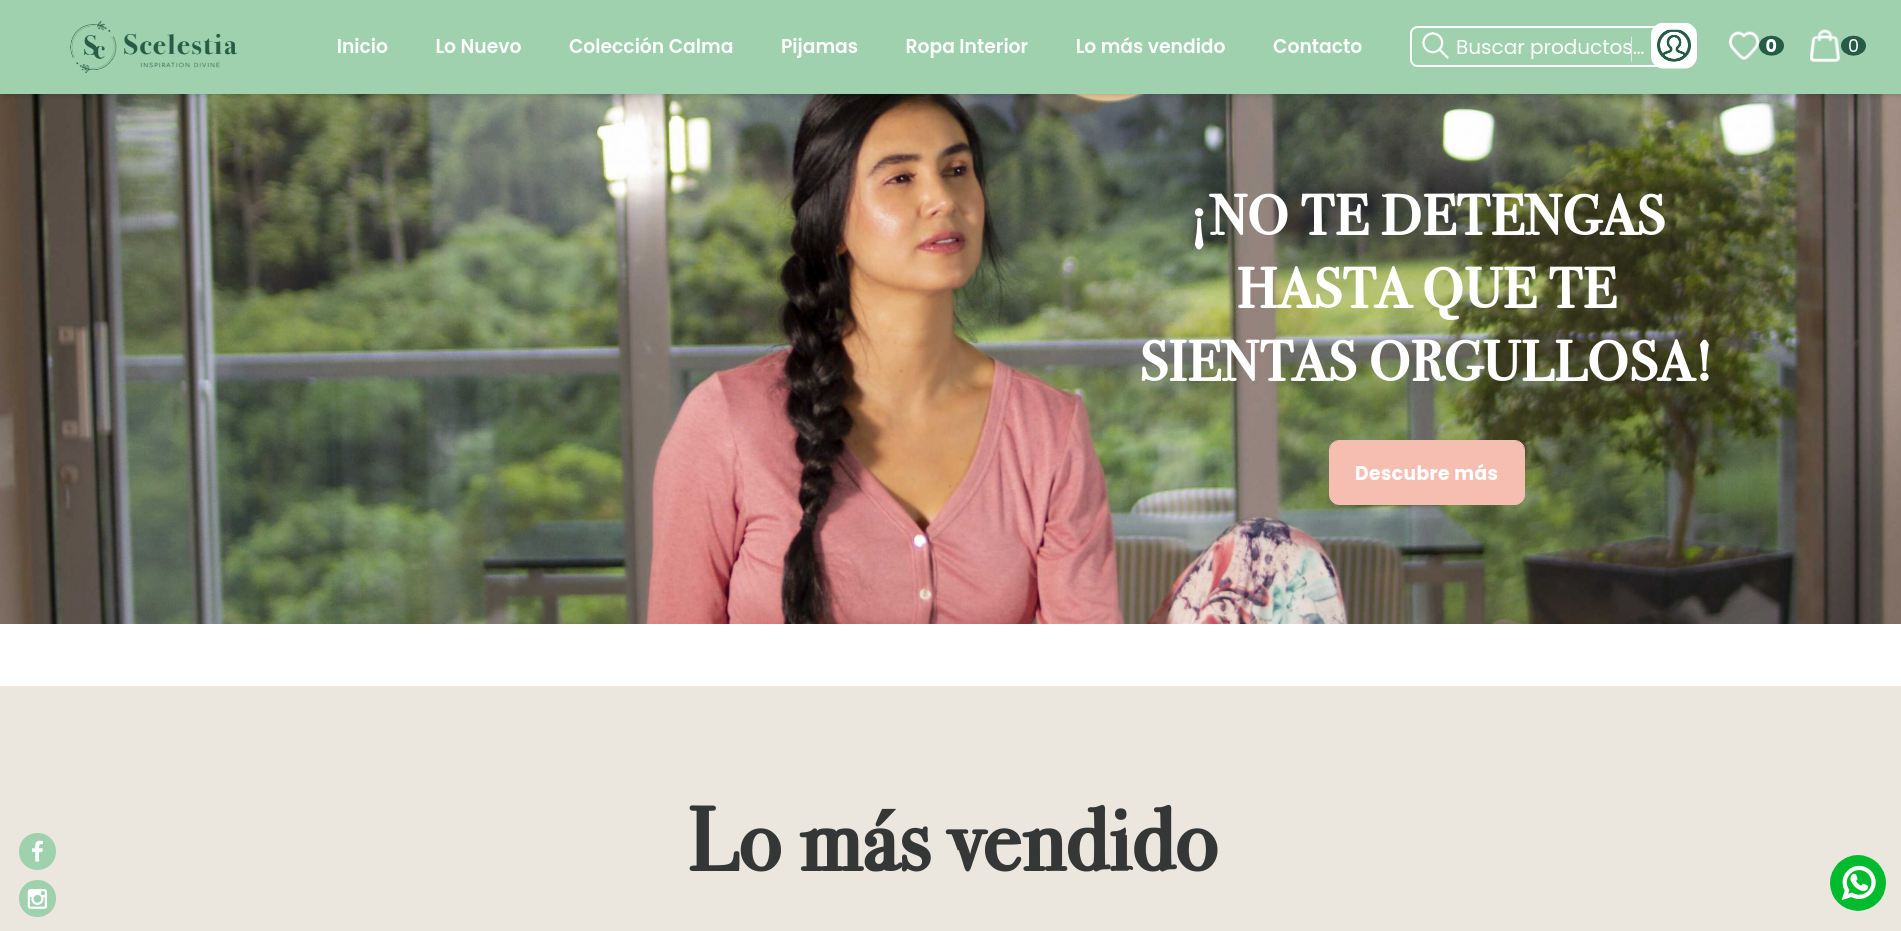 Sc Scelestia
INSPIRATION DIVINE
Inicio
Lo Nuevo
Colección Calma
Pijamas
Ropa Interior
Lo más vendido
Contacto
Buscar productos...
0
0
¡NO TE DETENGAS
HASTA QUE TE
SIENTAS ORGULLOSA!
Descubre más
Lo más vendido